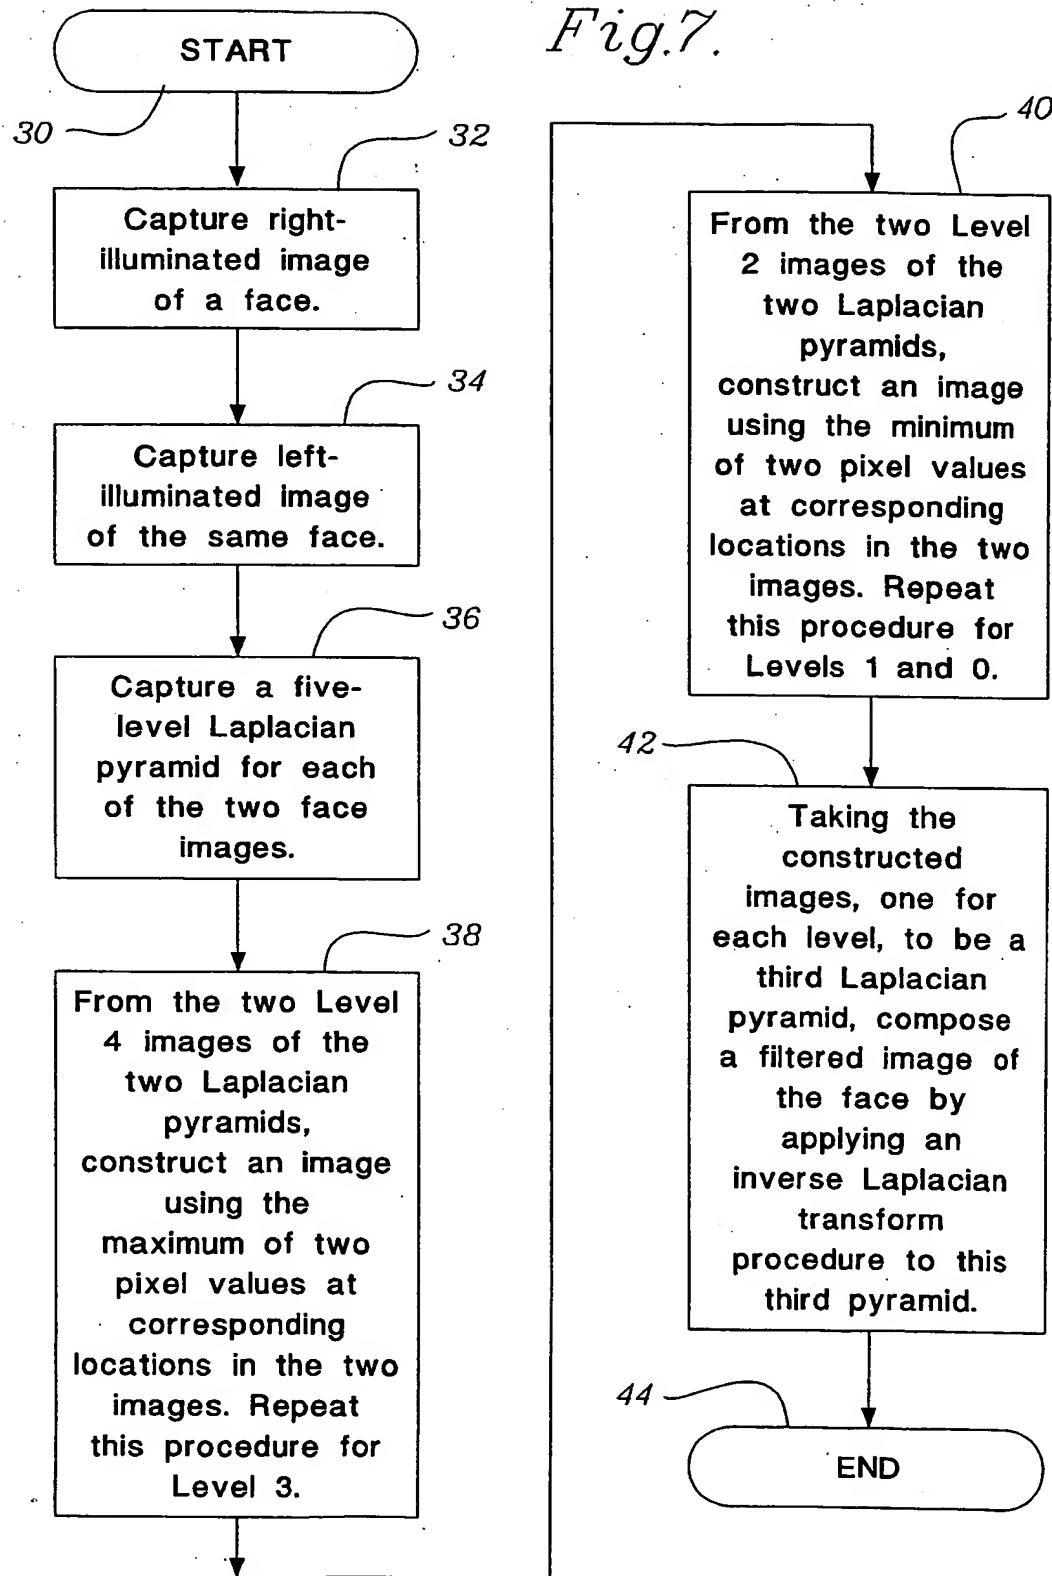 Fig.7.
START
30
32
Capture right-
illuminated image
of a face.
34
Capture left-
illuminated image
of the same face.
36
Capture a five-
level Laplacian
pyramid for each
of the two face
images.
38
From the two Level
4 images of the
two Laplacian
pyramids,
construct an image
using the
maximum of two
pixel values at
corresponding
locations in the two
images. Repeat
this procedure for
Level 3.
40
From the two Level
2 images of the
two Laplacian
pyramids,
construct an image
using the minimum
of two pixel values
at corresponding
locations in the two
images. Repeat
this procedure for
Levels 1 and 0.
42
Taking the
constructed
images, one for
each level, to be a
third Laplacian
pyramid, compose
a filtered image of
the face by
applying an
inverse Laplacian
transform
procedure to this
third pyramid.
44
END